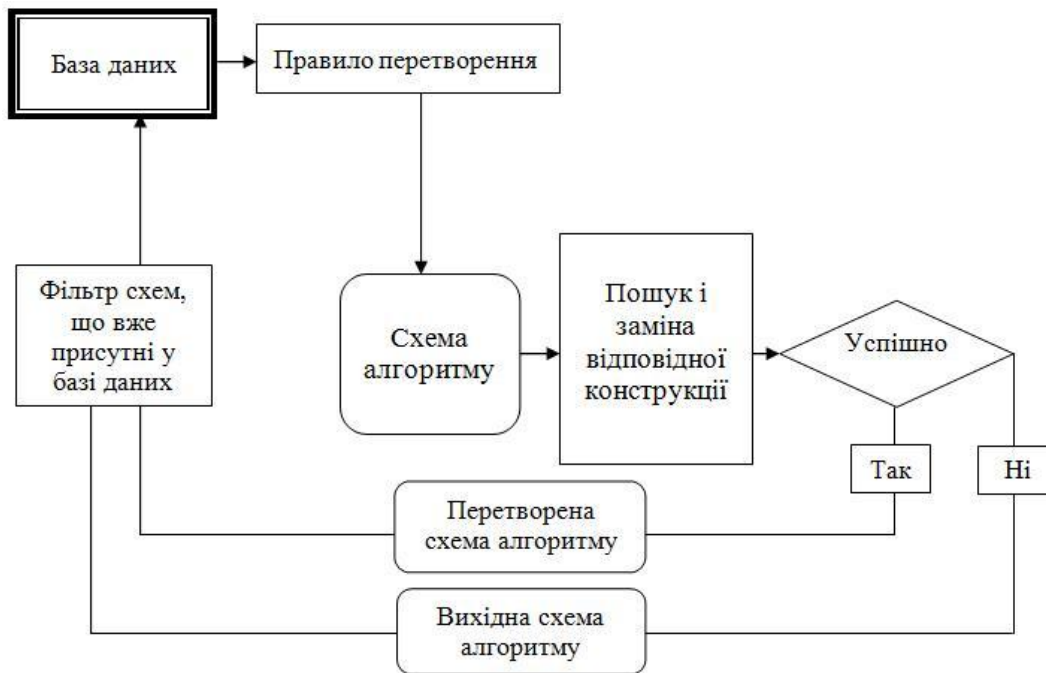 База даних
Правило перетворення
Фільтр схем,
що вже
присутні у
базі даних
Схема
алгоритму
Пошук і
заміна
відповідної
конструкції
Успішно
Так
Ні
Перетворена
схема алгоритму
Вихідна схема
алгоритму